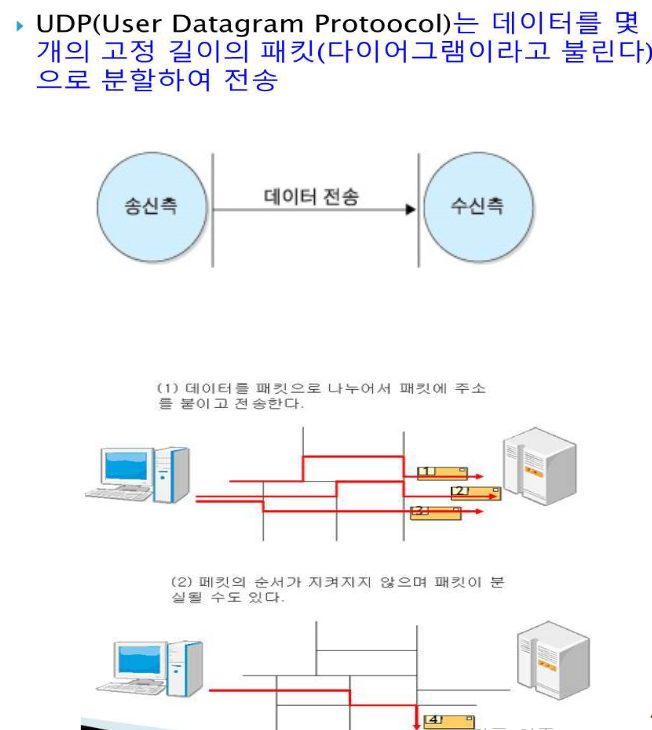 UDP(User Datagram Protoocol)는 데이터를 몇
개의 고정 길이의 패킷(다이어그램이라고 불린다)
으로 분할하여 전송
송신측
데이터 전송
수신측
(1) 데이터를 패킷으로 나누어서 패킷에 주소
를 붙이고 전송한다.
1
2
3
(2) 페킷의 순서가 지켜지지 않으며 패킷이 분
실될 수도 있다.
4